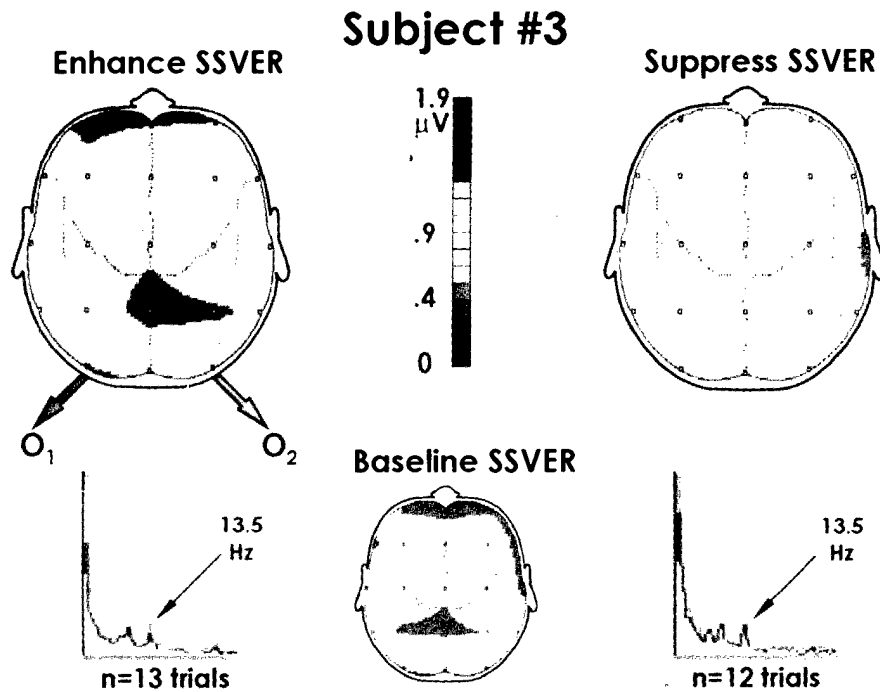 Subject #3
Enhance SSVER
Suppress SSVER
1.9
μV
.9
.4
0
O₁
O₂
Baseline SSVER
13.5
Hz
n=13 trials
13.5
Hz
n=12 trials